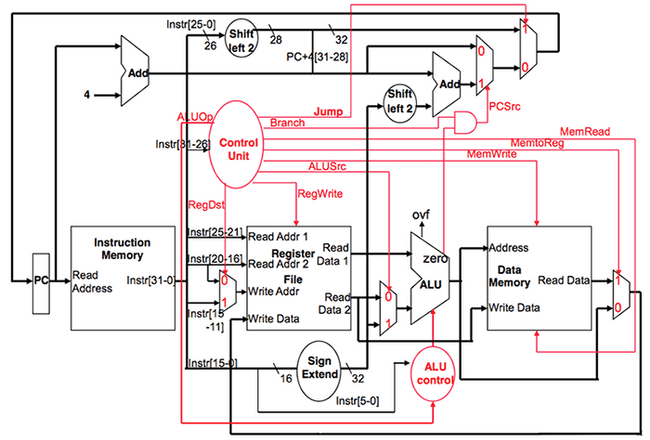 Instr[25-0]
26
Shift
left 2
28
32
1
0
PC+4[31-28]
0
1
4
Add
Add
Shift
left 2
PCSrc
ALUOp
Jump
Branch
MemRead
MemtoReg
MemWrite
Instr[31-26]
Control
Unit
ALUSrc
RegWrite
RegDst
ovf
Instruction
Memory
Read
Address
Instr[31-0]
PC
Instr[25-21]
Read Addr 1
Register
File
Read
Data 1
Instr[20-16]
Read Addr 2
0
1
Write Addr
Read
Data 2
Instr[15
-11]
Write Data
0
1
zero
ALU
Address
Data
Memory
Read Data
Write Data
1
0
Instr[15-0]
16
Sign
Extend
32
ALU
control
Instr[5-0]